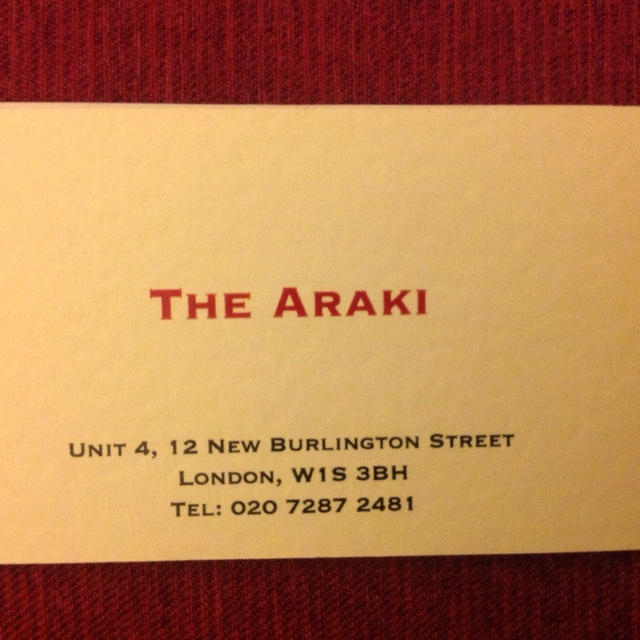 The Araki
Unit 4, 12 New Burlington Street
London, W1S 3BH
Tel: 020 7287 2481